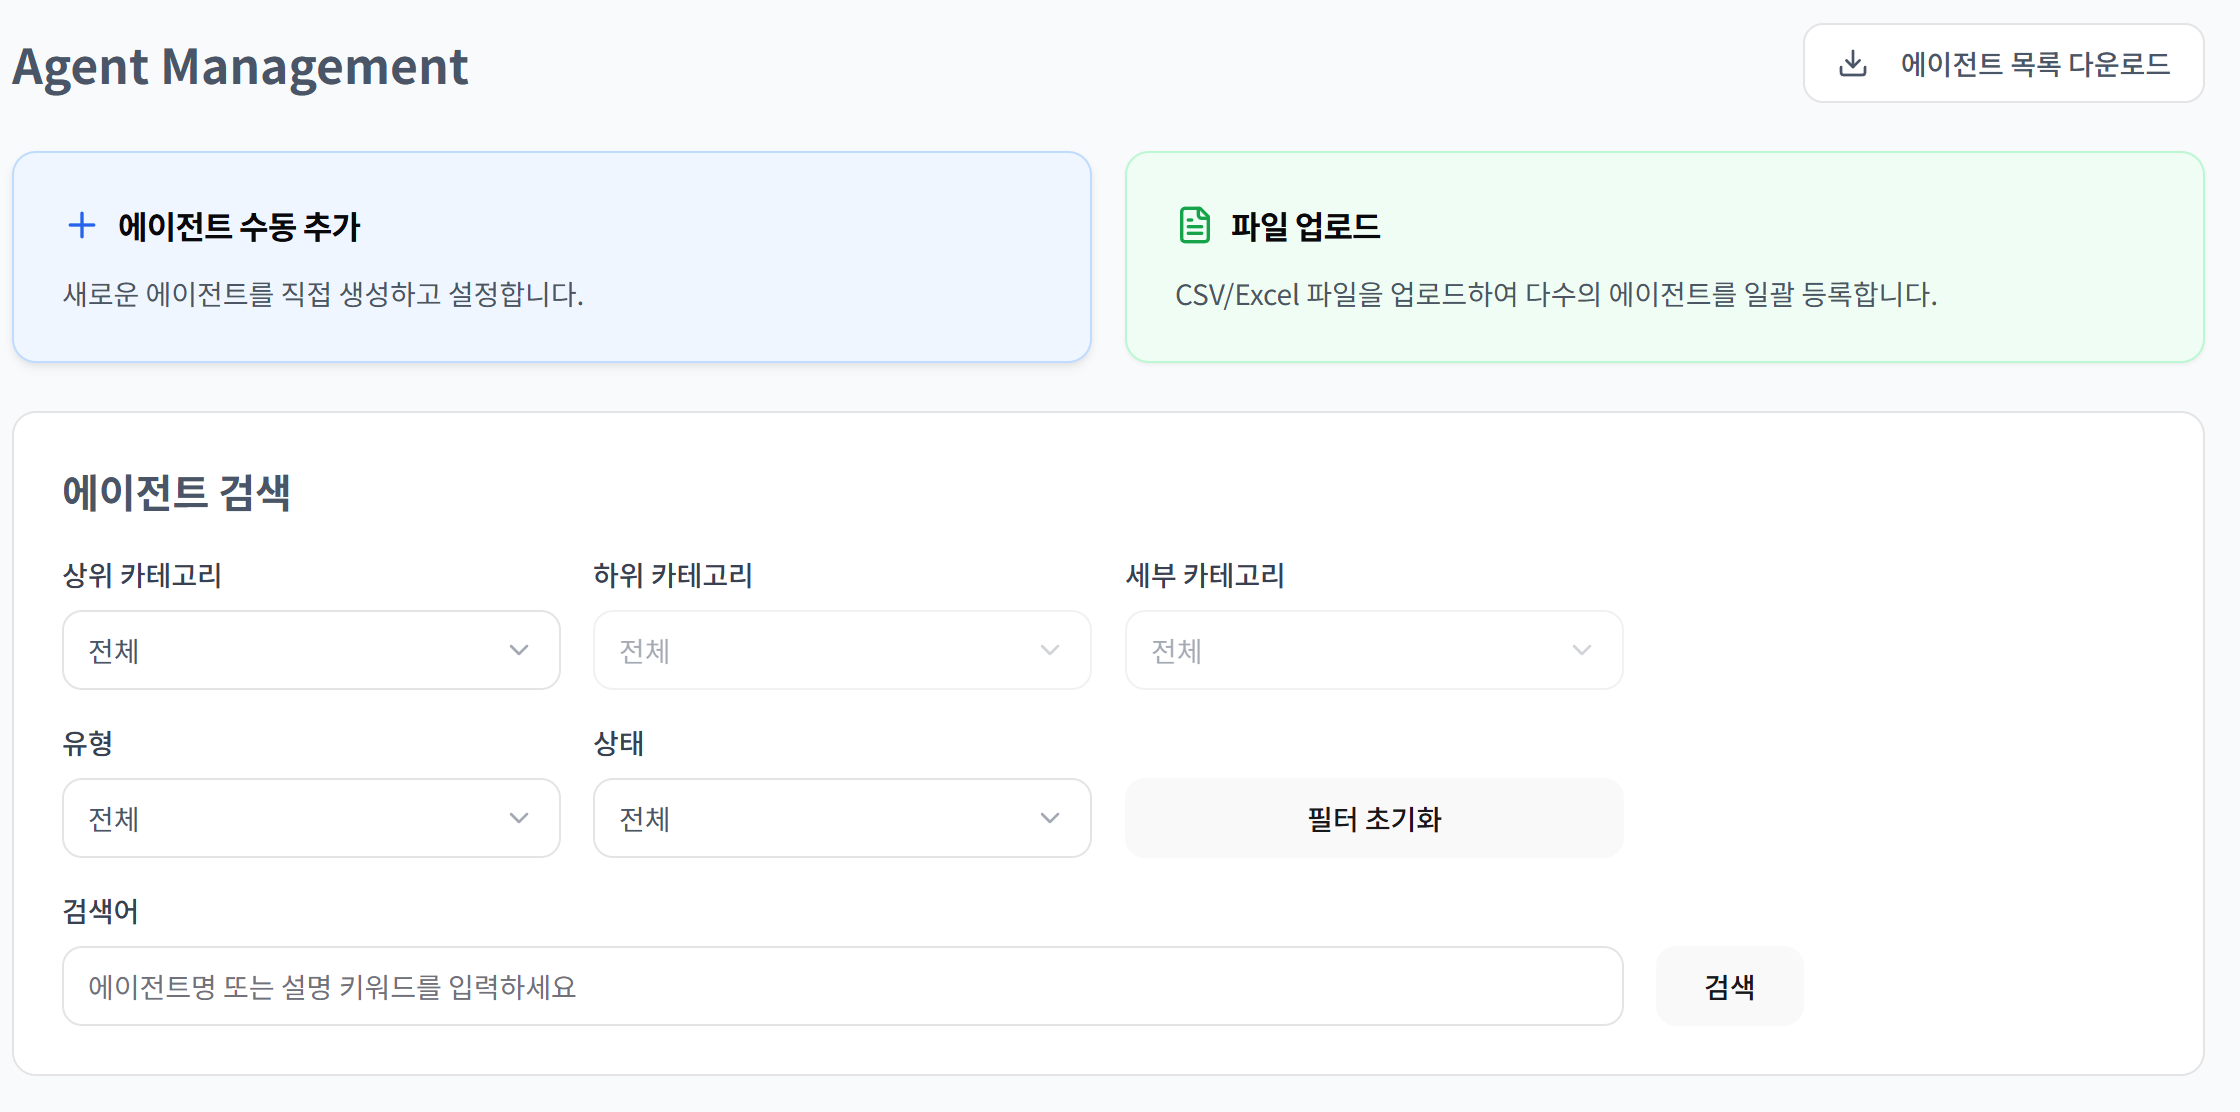 Agent Management
에이전트 목록 다운로드
에이전트 수동 추가
새로운 에이전트를 직접 생성하고 설정합니다.
파일 업로드
CSV/Excel 파일을 업로드하여 다수의 에이전트를 일괄 등록합니다.
에이전트 검색
상위 카테고리
하위 카테고리
세부 카테고리
전체
전체
전체
유형
상태
전체
전체
필터 초기화
검색어
에이전트명 또는 설명 키워드를 입력하세요
검색